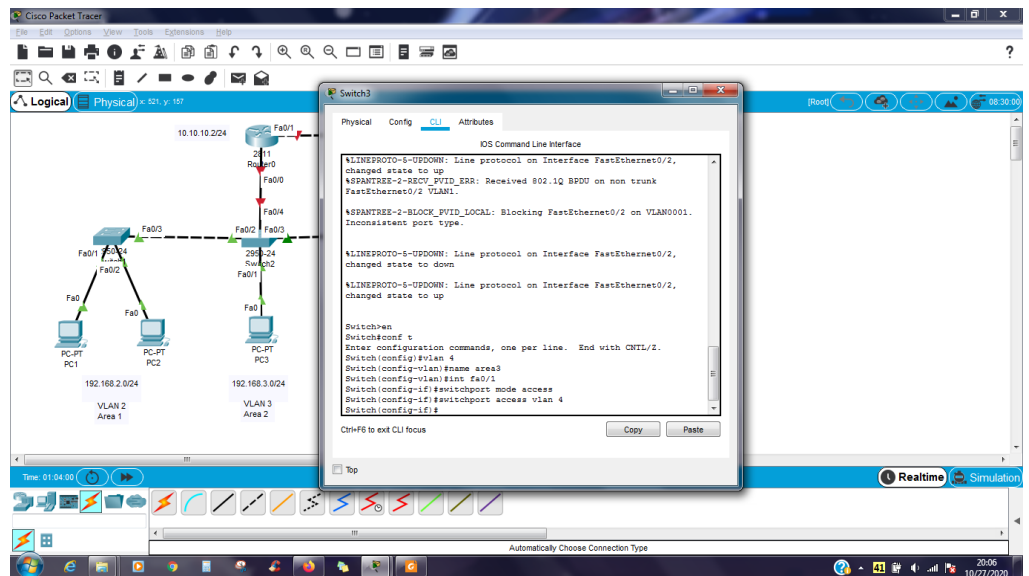 Cisco Packet Tracer
File Edit Options View Tools Extensions Help
?
Logical
Physical
x: 521, y: 157
[Root]
08:30:00
10.10.10.2/24
Fa0/1
2811
Router0
Fa0/0
Fa0/4
Fa0/3
Fa0/2
Fa0/3
Fa0/1
Fa0/2
2950-24
Switch2
Fa0/1
Fa0
Fa0
Fa0
PC-PT
PC1
PC-PT
PC2
PC-PT
PC3
192.168.2.0/24
192.168.3.0/24
VLAN 2
Area 1
VLAN 3
Area 2
Switch3
Physical Config CLI Attributes
IOS Command Line Interface
%LINEPROTO-5-UPDOWN: Line protocol on Interface FastEthernet0/2,
changed state to up
%SPANTREE-2-RECV_PVID_ERR: Received 802.1Q BPDU on non trunk
FastEthernet0/2 VLAN1.
%SPANTREE-2-BLOCK_PVID_LOCAL: Blocking FastEthernet0/2 on VLAN0001.
Inconsistent port type.
%LINEPROTO-5-UPDOWN: Line protocol on Interface FastEthernet0/2,
changed state to down
%LINEPROTO-5-UPDOWN: Line protocol on Interface FastEthernet0/2,
changed state to up
Switch>en
Switch#conf t
Enter configuration commands, one per line. End with CNTL/Z.
Switch(config)#vlan 4
Switch(config-vlan)#name area3
Switch(config-vlan)#int fa0/1
Switch(config-if)#switchport mode access
Switch(config-if)#switchport access vlan 4
Switch(config-if)#
Ctrl+F6 to exit CLI focus
Copy
Paste
Top
Time: 01:04:00
Realtime
Simulation
Automatically Choose Connection Type
41
20:06
10/27/2020